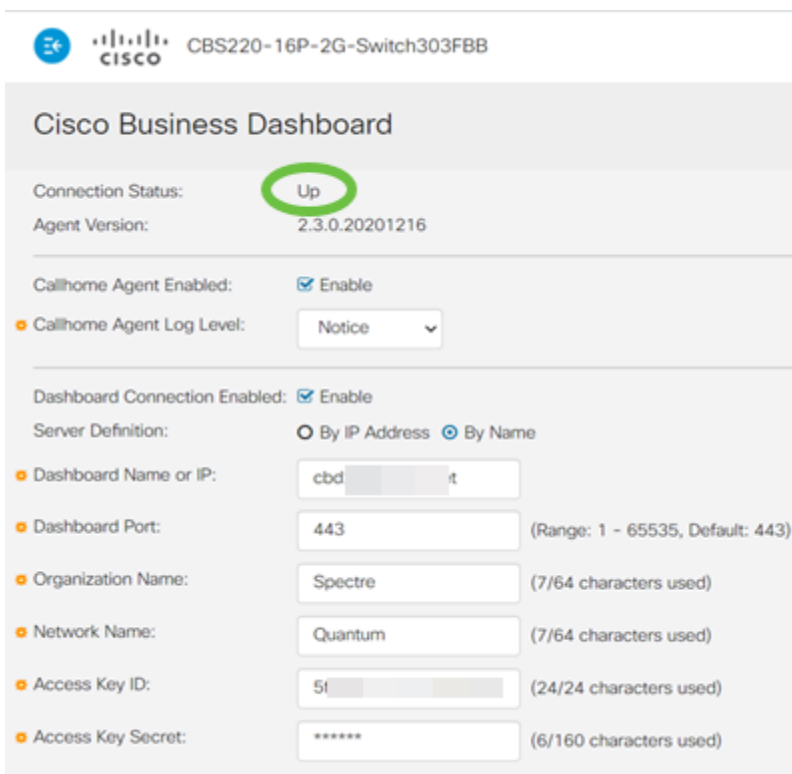 CISCO CBS220-16P-2G-Switch303FBB
Cisco Business Dashboard
Connection Status: Up
Agent Version: 2.3.0.20201216
Callhome Agent Enabled: Enable
Callhome Agent Log Level: Notice
Dashboard Connection Enabled: Enable
Server Definition: By IP Address By Name
Dashboard Name or IP: cbd t
Dashboard Port: 443 (Range: 1 - 65535, Default: 443)
Organization Name: Spectre (7/64 characters used)
Network Name: Quantum (7/64 characters used)
Access Key ID: 5f (24/24 characters used)
Access Key Secret: ****** (6/160 characters used)